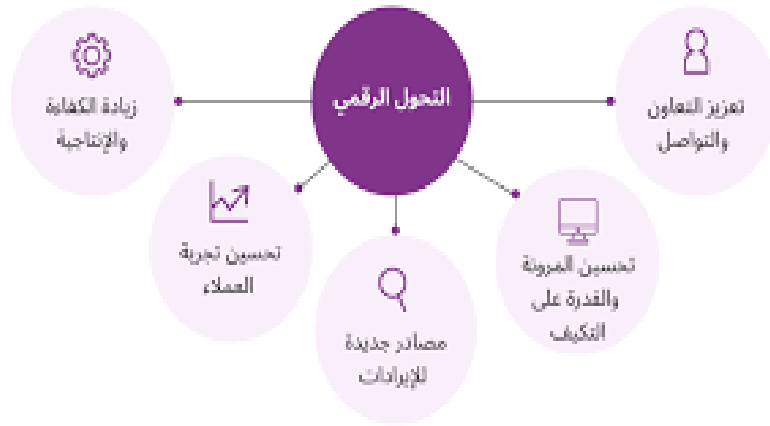 التحول الرقمي
تعزيز التعاون
والتواصل
تحسين المرونة
والقدرة على
التكيف
مصادر جديدة
للإيرادات
تحسين تجربة
العملاء
زيادة الكفاءة
والإنتاجية